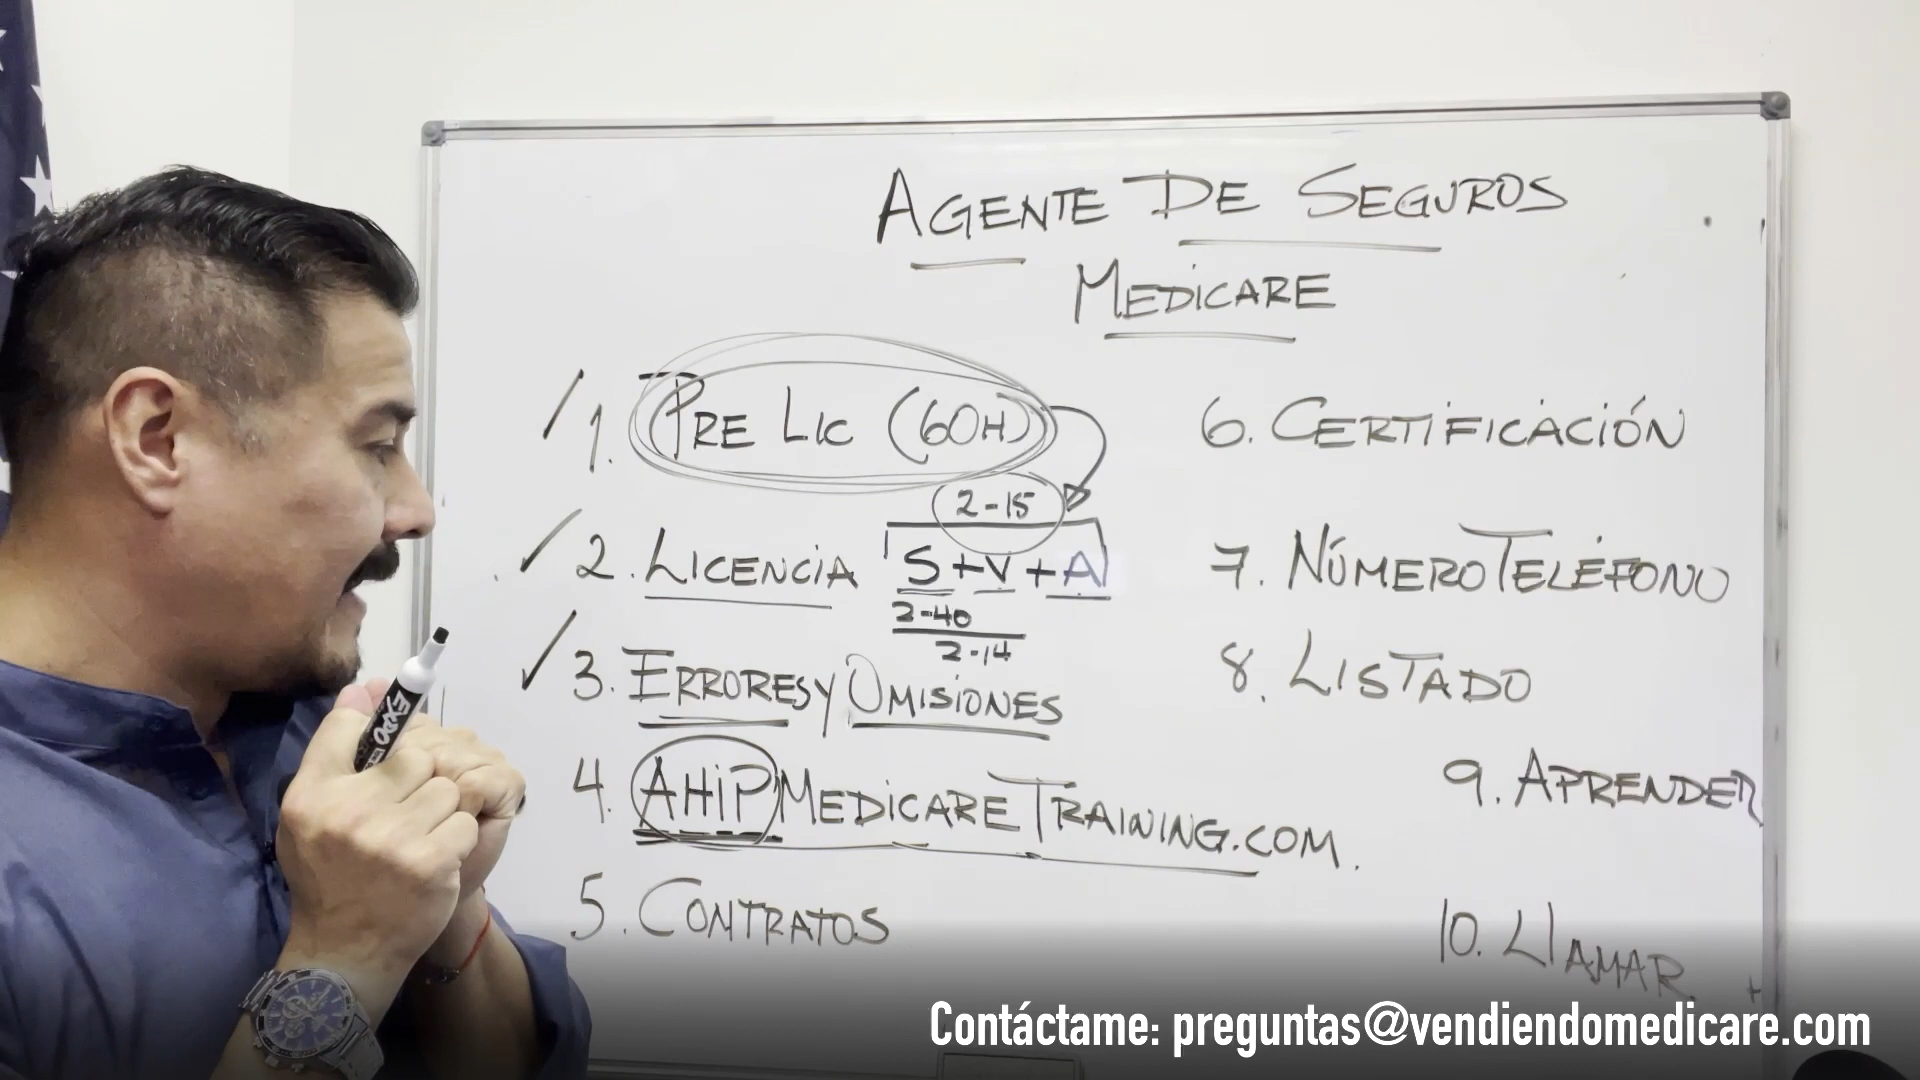 AGENTE DE SEGUROS
MEDICARE
1. PRE LIC (60H)
2-15
2. LICENCIA S+V+A
2-40
2-14
3. ERRORES Y OMISIONES
4. AHIPMEDICARETRAINING.COM.
5. CONTRATOS
6. CERTIFICACIÓN
7. NÚMERO TELÉFONO
8. LISTADO
9. APRENDER
10. LLAMAR
EXPO
Contáctame: preguntas@vendiendomedicare.com